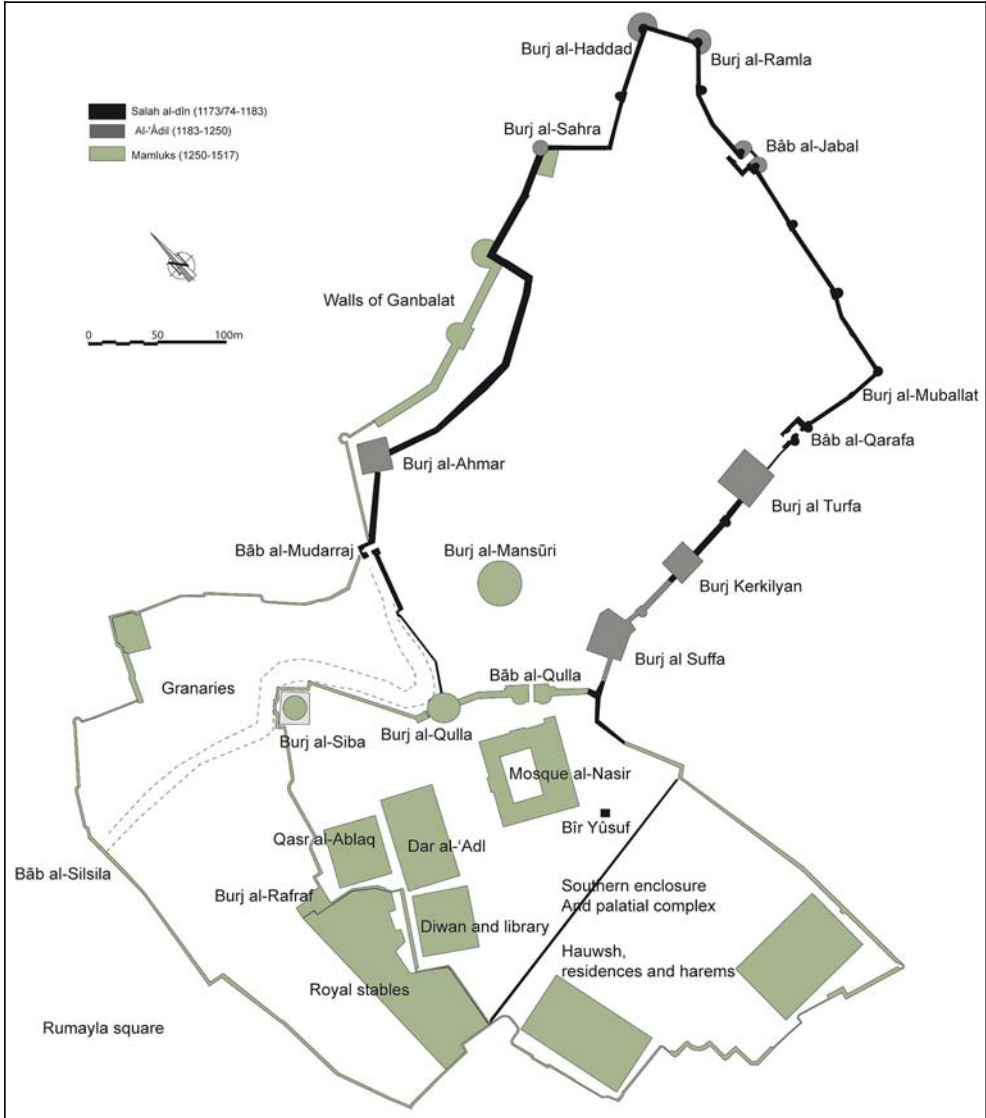 Burj al-Haddad
Burj al-Ramla
Salah al-dîn (1173/74-1183)
Al-'Âdil (1183-1250)
Mamluks (1250-1517)
Burj al-Sahra
Bâb al-Jabal
N
Walls of Ganbalat
0 50 100m
Burj al-Muballat
Bâb al-Qarafa
Burj al-Ahmar
Burj al Turfa
Bāb al-Mudarraj
Burj al-Mansūri
Burj Kerkilyan
Burj al Suffa
Bāb al-Qulla
Granaries
Burj al-Siba
Burj al-Qulla
Mosque al-Nasir
Bîr Yûsuf
Qasr al-Ablaq
Dar al-'Adl
Bāb al-Silsila
Burj al-Rafraf
Southern enclosure
And palatial complex
Diwan and library
Hauwsh,
residences and harems
Royal stables
Rumayla square